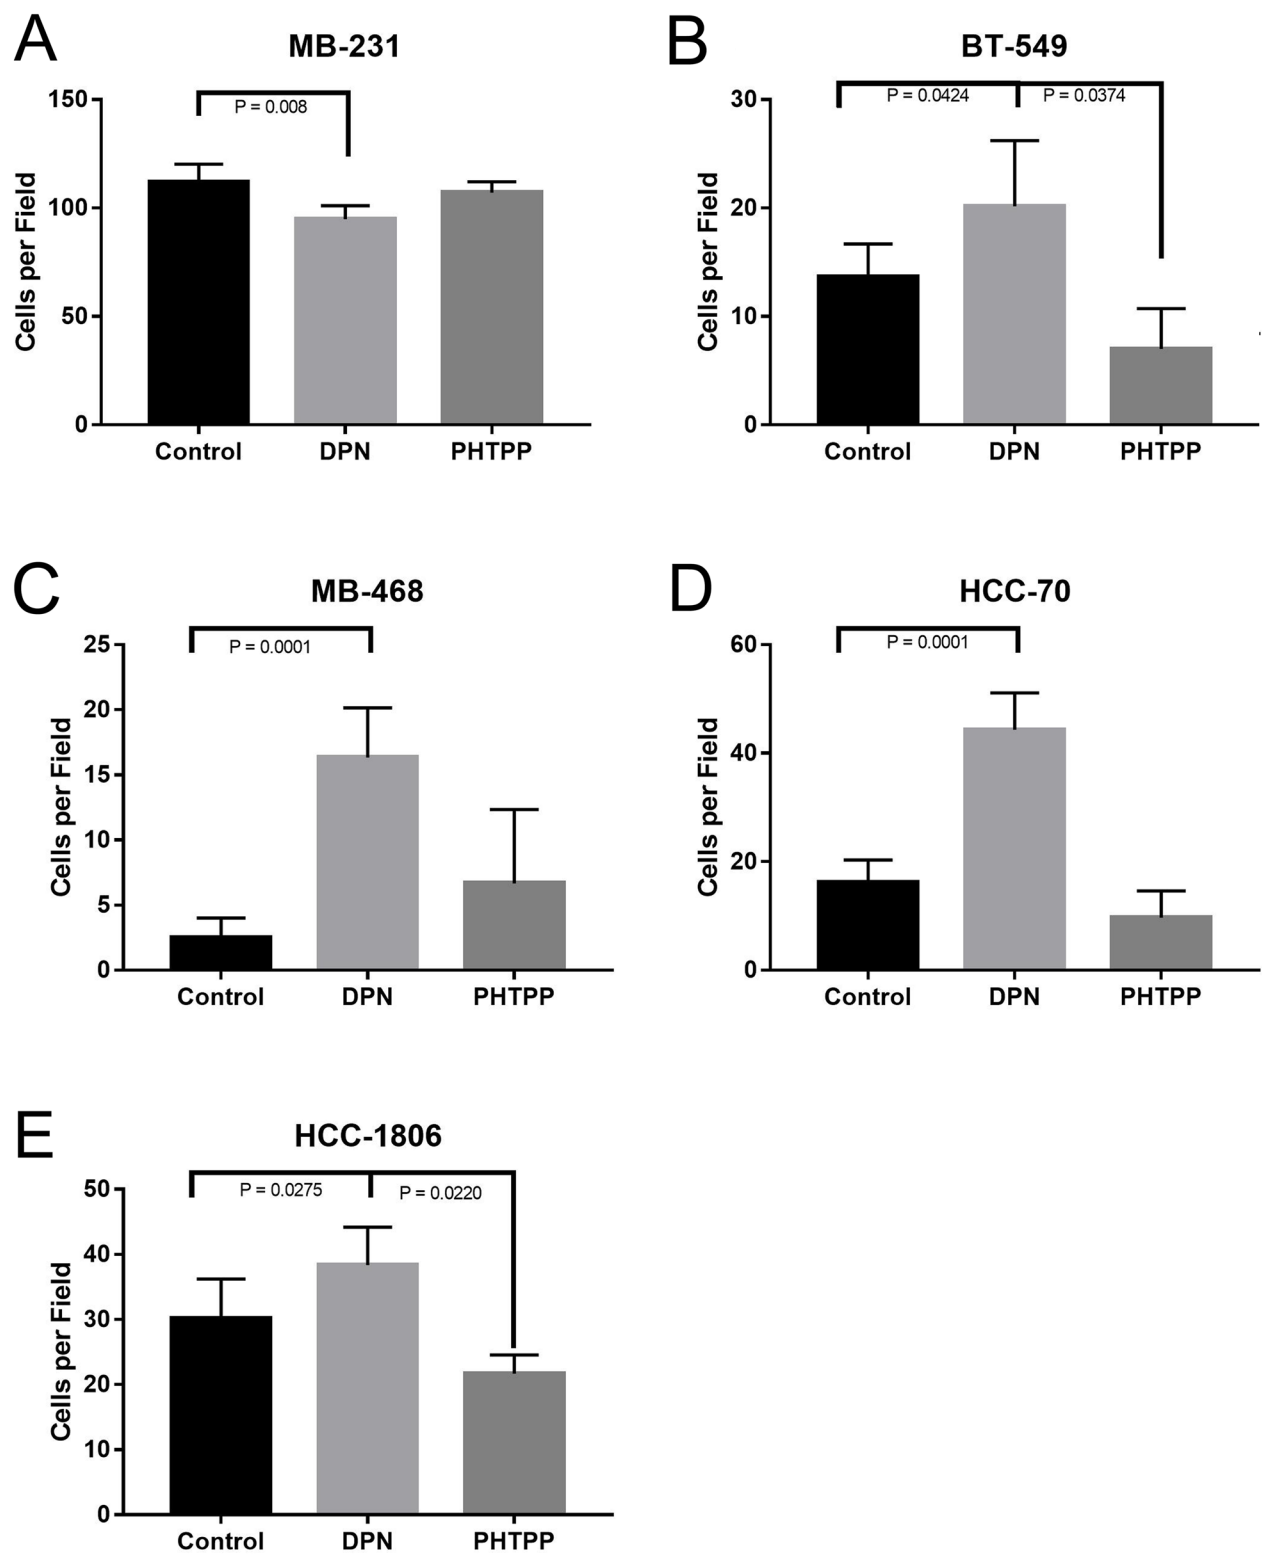 A
MB-231
P = 0.008
150
100
50
0
Cells per Field
Control DPN PHTPP
B
BT-549
P = 0.0424 P = 0.0374
30
20
10
0
Cells per Field
Control DPN PHTPP
C
MB-468
P = 0.0001
25
20
15
10
5
0
Cells per Field
Control DPN PHTPP
D
HCC-70
P = 0.0001
60
40
20
0
Cells per Field
Control DPN PHTPP
E
HCC-1806
P = 0.0275 P = 0.0220
50
40
30
20
10
0
Cells per Field
Control DPN PHTPP